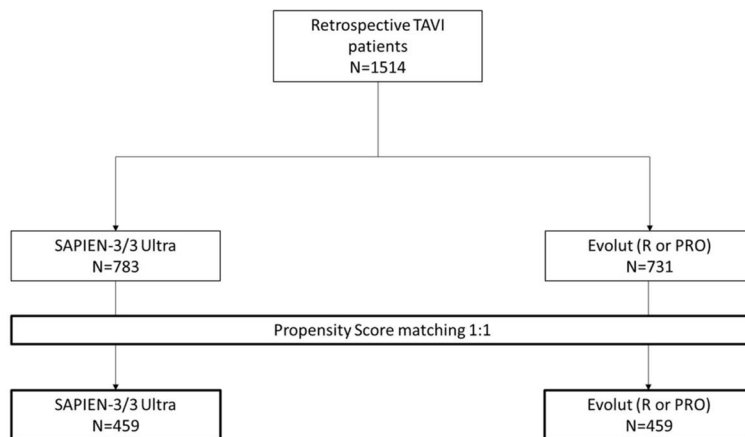 Retrospective TAVI
patients
N=1514
SAPIEN-3/3 Ultra
N=783
Evolut (R or PRO)
N=731
Propensity Score matching 1:1
SAPIEN-3/3 Ultra
N=459
Evolut (R or PRO)
N=459